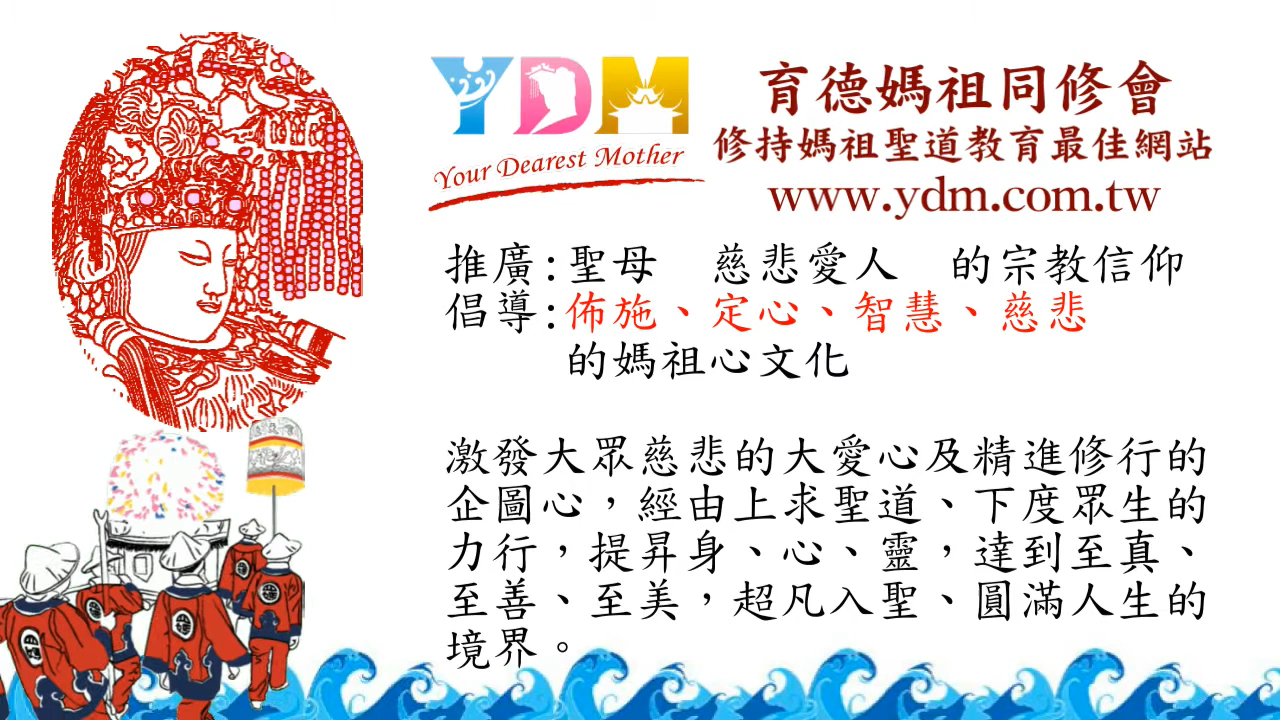 YDM
Your Dearest Mother
育德媽祖同修會
修持媽祖聖道教育最佳網站
www.ydm.com.tw
推廣:聖母 慈悲愛人 的宗教信仰
倡導:佈施、定心、智慧、慈悲
的媽祖心文化
激發大眾慈悲的大愛心及精進修行的
企圖心，經由上求聖道、下度眾生的
力行，提昇身、心、靈，達到至真、
至善、至美，超凡入聖、圓滿人生的
境界。